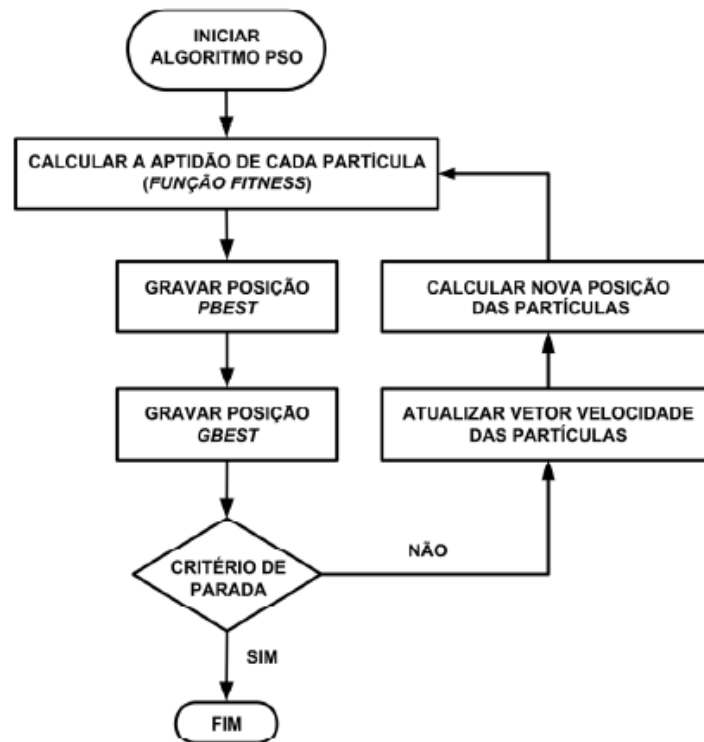 INICIAR
ALGORITMO PSO
CALCULAR A APTIDÃO DE CADA PARTÍCULA
(FUNÇÃO FITNESS)
GRAVAR POSIÇÃO
PBEST
GRAVAR POSIÇÃO
GBEST
CRITÉRIO DE
PARADA
SIM
FIM
NÃO
ATUALIZAR VETOR VELOCIDADE
DAS PARTÍCULAS
CALCULAR NOVA POSIÇÃO
DAS PARTÍCULAS